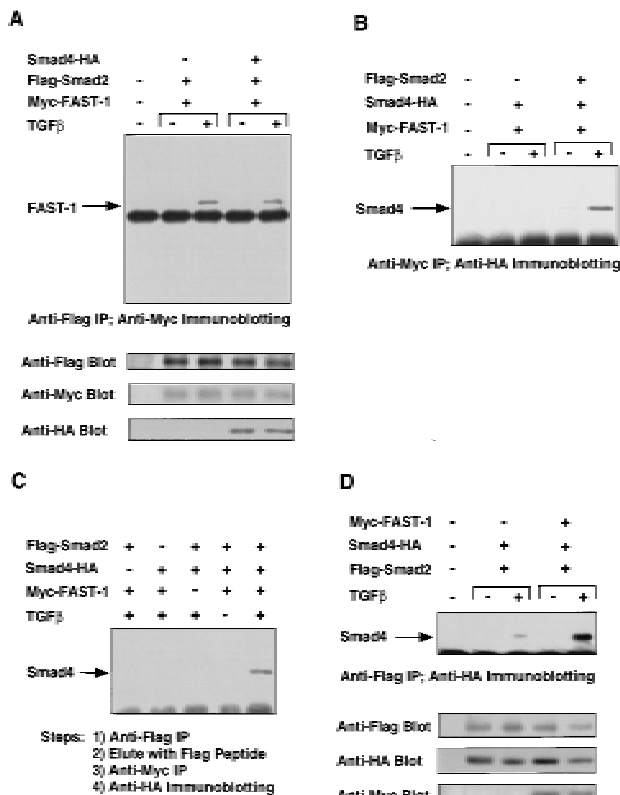 A
Smad4-HA - +
Flag-Smad2 - + +
Myc-FAST-1 - + +
TGFβ - - + - +
FAST-1
Anti-Flag IP; Anti-Myc Immunoblotting
Anti-Flag Blot
Anti-Myc Blot
Anti-HA Blot
B
Flag-Smad2 - - +
Smad4-HA - + +
Myc-FAST-1 - + +
TGFβ - - + - +
Smad4
Anti-Myc IP; Anti-HA Immunoblotting
C
Flag-Smad2 + - + + +
Smad4-HA - + + + +
Myc-FAST-1 + + - + +
TGFβ + + + - +
Smad4
Steps: 1) Anti-Flag IP
2) Elute with Flag Peptide
3) Anti-Myc IP
4) Anti-HA Immunoblotting
D
Myc-FAST-1 - - +
Smad4-HA - + +
Flag-Smad2 - + +
TGFβ - - + - +
Smad4
Anti-Flag IP; Anti-HA Immunoblotting
Anti-Flag Blot
Anti-HA Blot
Anti-Myc Blot